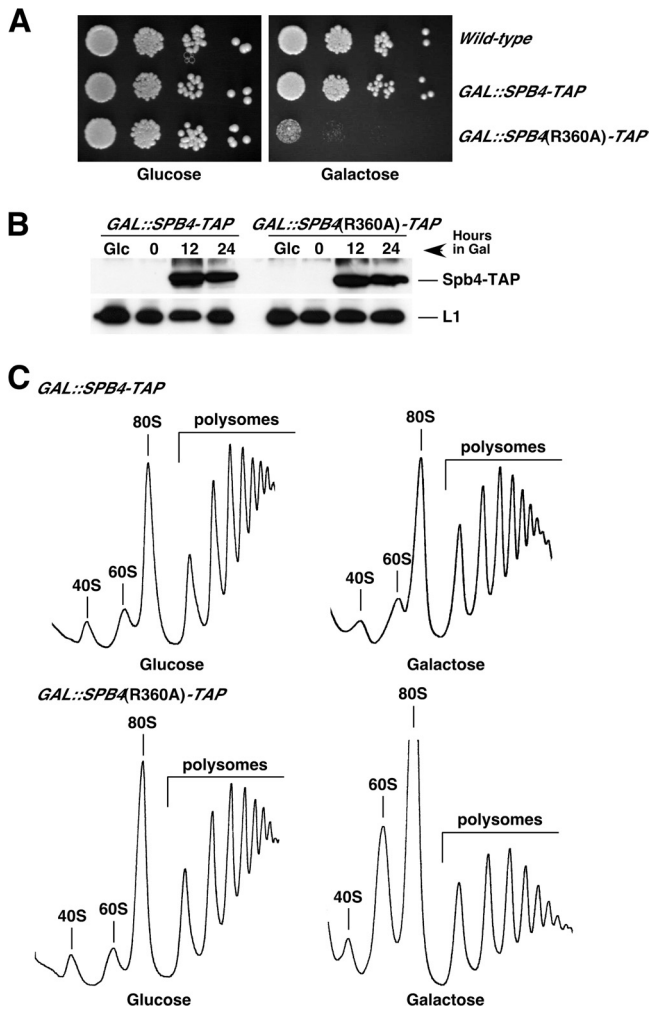 A
Wild-type
GAL::SPB4-TAP
GAL::SPB4(R360A)-TAP
Glucose
Galactose
B
GAL::SPB4-TAP GAL::SPB4(R360A)-TAP
Glc 0 12 24 Glc 0 12 24 Hours in Gal
Spb4-TAP
L1
C
GAL::SPB4-TAP
80S
polysomes
60S
40S
Glucose
80S
polysomes
60S
40S
Galactose
GAL::SPB4(R360A)-TAP
80S
polysomes
40S
60S
Glucose
80S
60S
polysomes
40S
Galactose